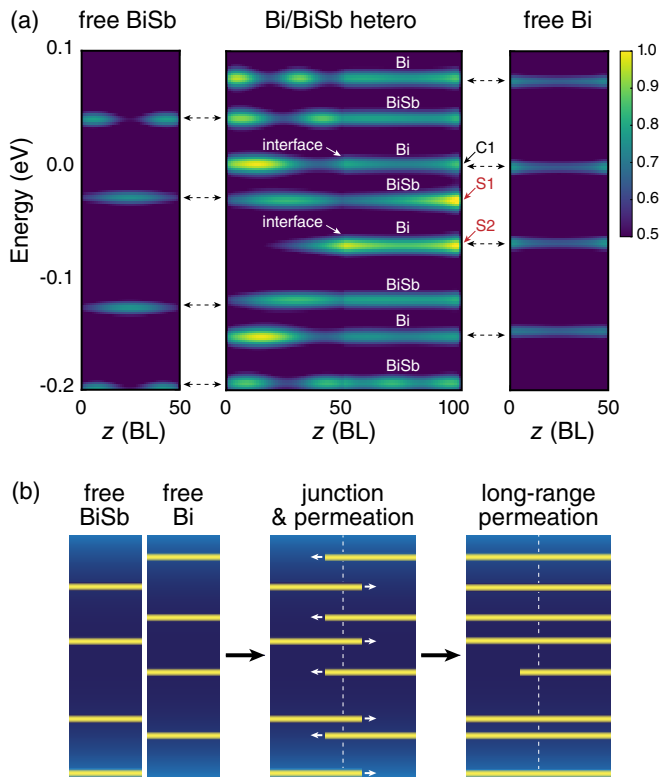 (a)
free BiSb
Bi/BiSb hetero
free Bi
Energy (eV)
0.1
0.0
-0.1
-0.2
Bi
BiSb
interface
Bi
C1
BiSb
S1
interface
Bi
S2
BiSb
Bi
BiSb
1.0
0.9
0.8
0.7
0.6
0.5
0 50
0 50 100
0 50
z (BL)
z (BL)
z (BL)
(b)
free
BiSb
free
Bi
junction
& permeation
long-range
permeation